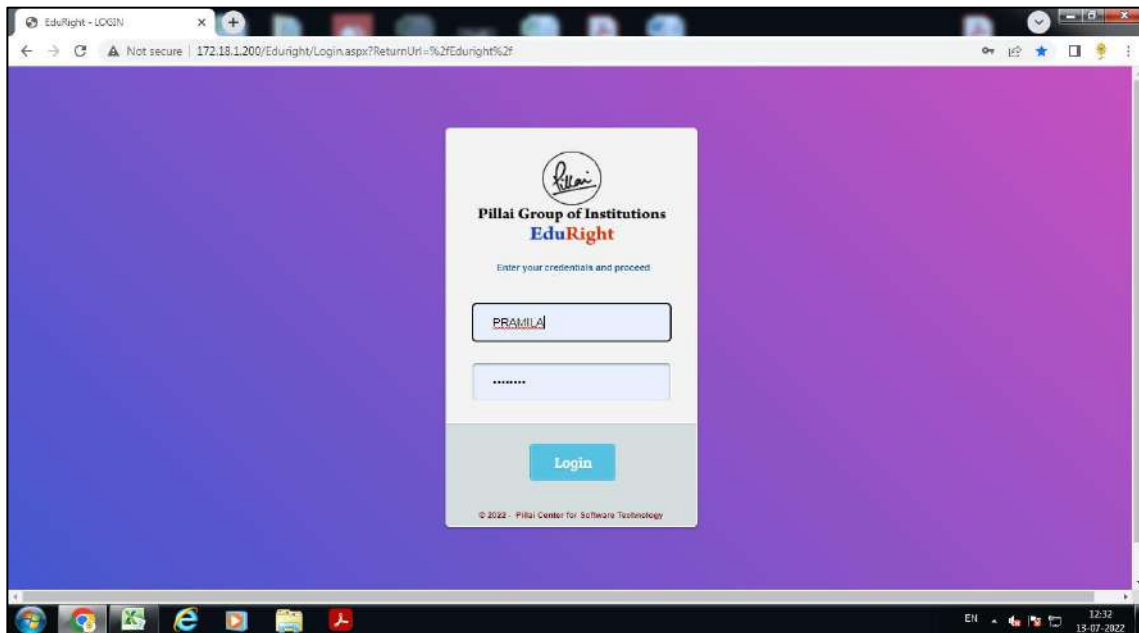 EduRight - LOGIN
Not secure | 172.18.1.200/Eduright/Login.aspx?ReturnUrl=%2fEduright%2f
Pillai
Pillai Group of Institutions
EduRight
Enter your credentials and proceed
PRAMILA
••••••••
Login
© 2022 - Pillai Center for Software Technology
EN
12:32
13-07-2022